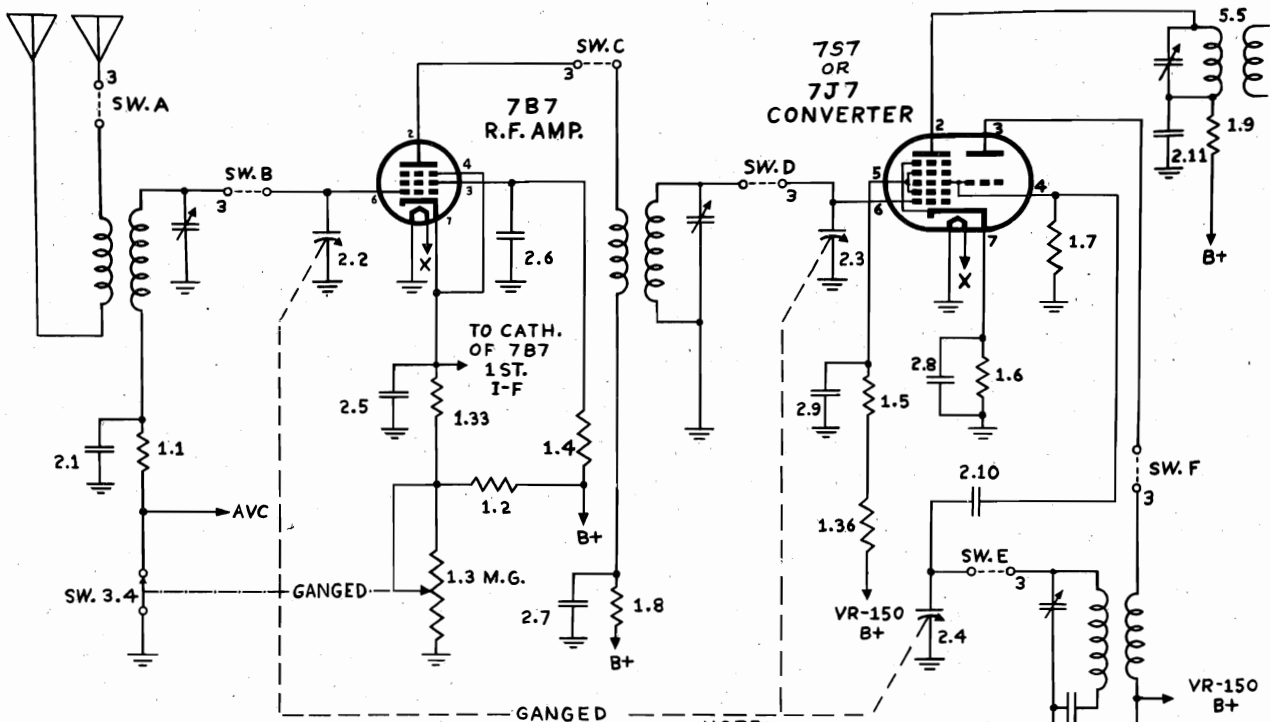 3
SW. A
SW. B
3
2.2
2.1
1.1
AVC
SW. 3.4
GANGED
7B7
R.F. AMP.
2
4
3
6
7
X
2.6
TO CATH.
OF 7B7
1ST.
I-F
2.5
1.33
1.4
1.2
B+
1.3 M.G.
2.7
1.8
B+
SW. C
3
SW. D
3
2.3
7S7
OR
7J7
CONVERTER
2
3
5
4
6
7
X
1.7
2.8
1.6
2.9
1.5
1.36
VR-150
B+
2.10
SW. E
3
2.4
SW. F
3
5.5
1.9
2.11
B+
VR-150
B+
GANGED